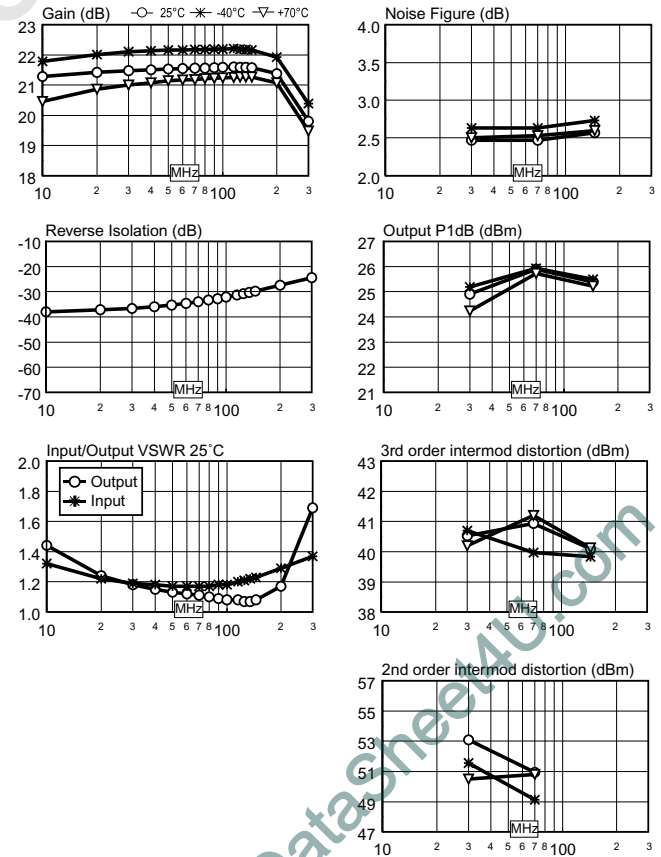 Gain (dB) 25°C -40°C +70°C
23
22
21
20
19
18
MHz
10 2 3 4 5 6 7 8 100 2 3
Noise Figure (dB)
4.0
3.5
3.0
2.5
2.0
MHz
10 2 3 4 5 6 7 8 100 2 3
Reverse Isolation (dB)
-10
-20
-30
-40
-50
-60
-70
MHz
10 2 3 4 5 6 7 8 100 2 3
Output P1dB (dBm)
27
26
25
24
23
22
21
MHz
10 2 3 4 5 6 7 8 100 2 3
Input/Output VSWR 25˚C
2.0
1.8
1.6
1.4
1.2
1.0
Output
Input
MHz
10 2 3 4 5 6 7 8 100 2 3
3rd order intermod distortion (dBm)
43
42
41
40
39
38
MHz
10 2 3 4 5 6 7 8 100 2 3
2nd order intermod distortion (dBm)
57
55
53
51
49
47
MHz
10 2 3 4 5 6 7 8 100 2 3
ataSheet4U.com